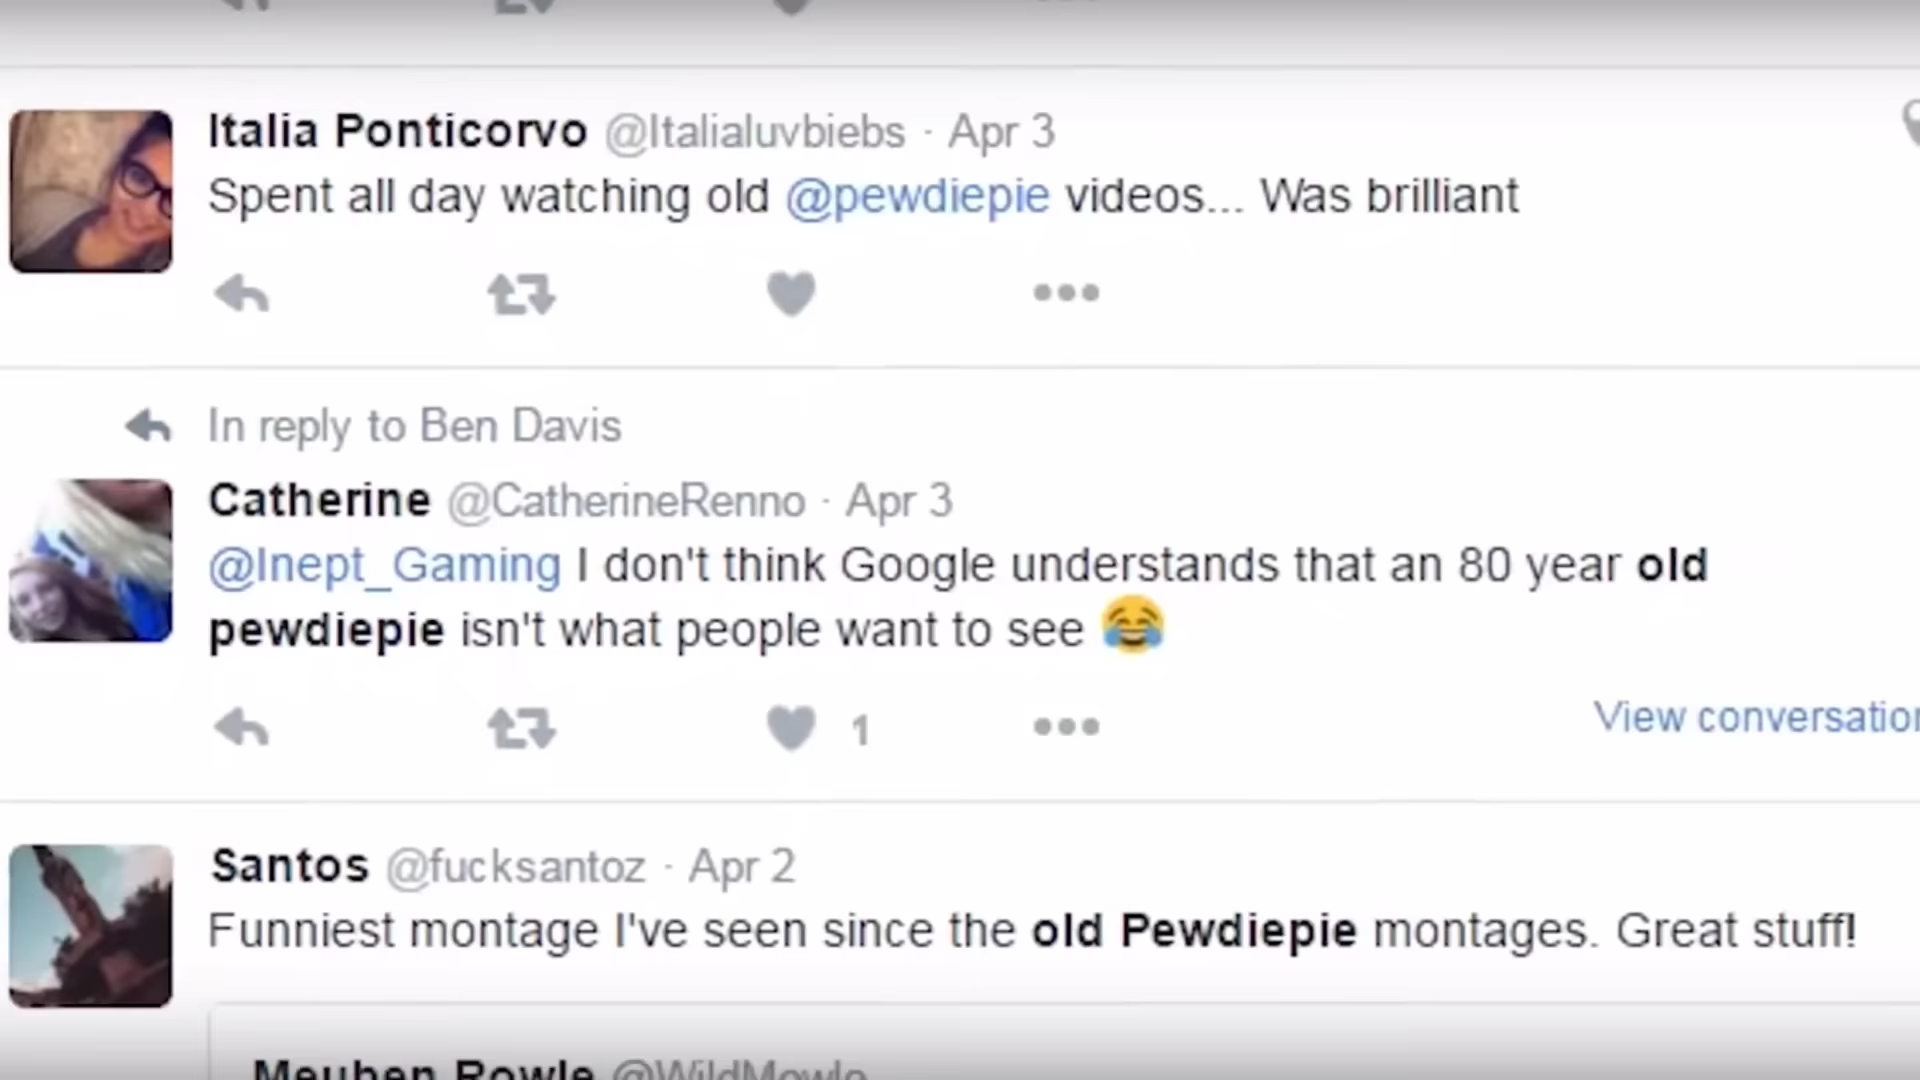 Italia Ponticorvo @Italialuvbiebs · Apr 3
Spent all day watching old @pewdiepie videos... Was brilliant
In reply to Ben Davis
Catherine @CatherineRenno · Apr 3
@Inept_Gaming I don't think Google understands that an 80 year old
pewdiepie isn't what people want to see 😂
1
View conversation
Santos @fucksantoz · Apr 2
Funniest montage I've seen since the old Pewdiepie montages. Great stuff!
Meuben Rowle @WildMowle